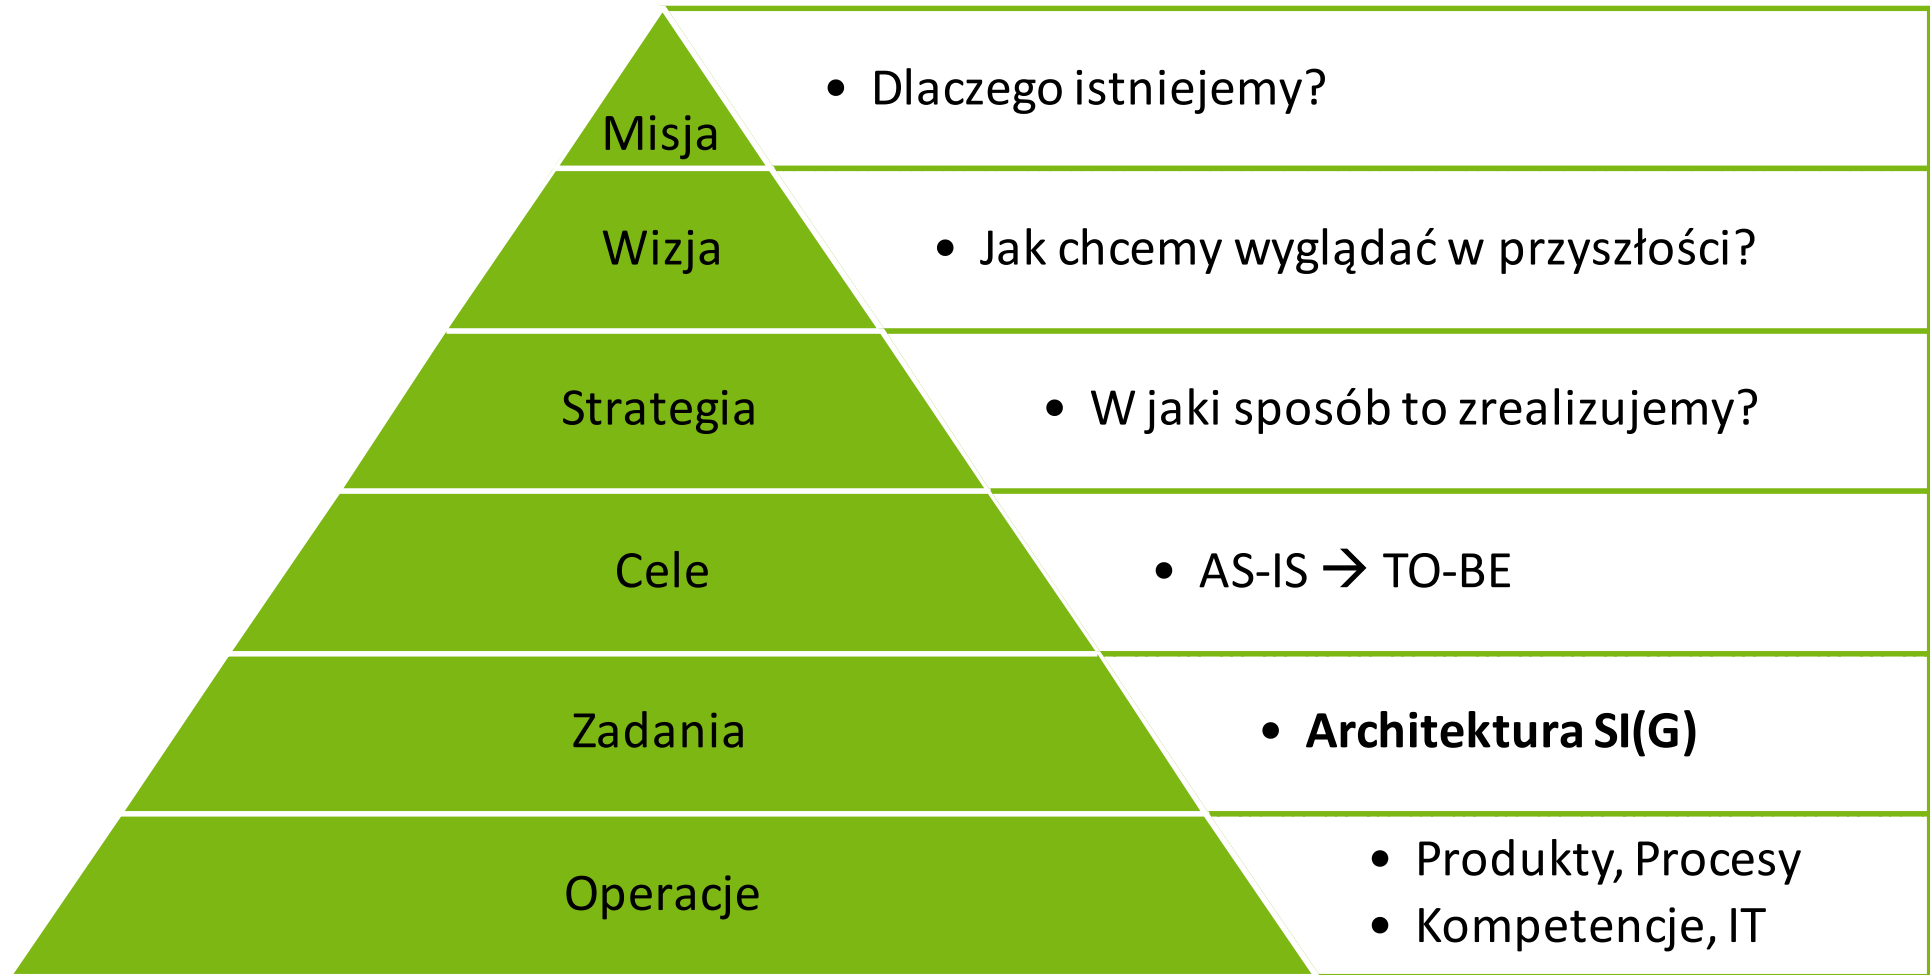 Misja
• Dlaczego istniejemy?
Wizja
• Jak chcemy wyglądać w przyszłości?
Strategia
• W jaki sposób to zrealizujemy?
Cele
• AS-IS → TO-BE
Zadania
• Architektura SI(G)
Operacje
• Produkty, Procesy
• Kompetencje, IT